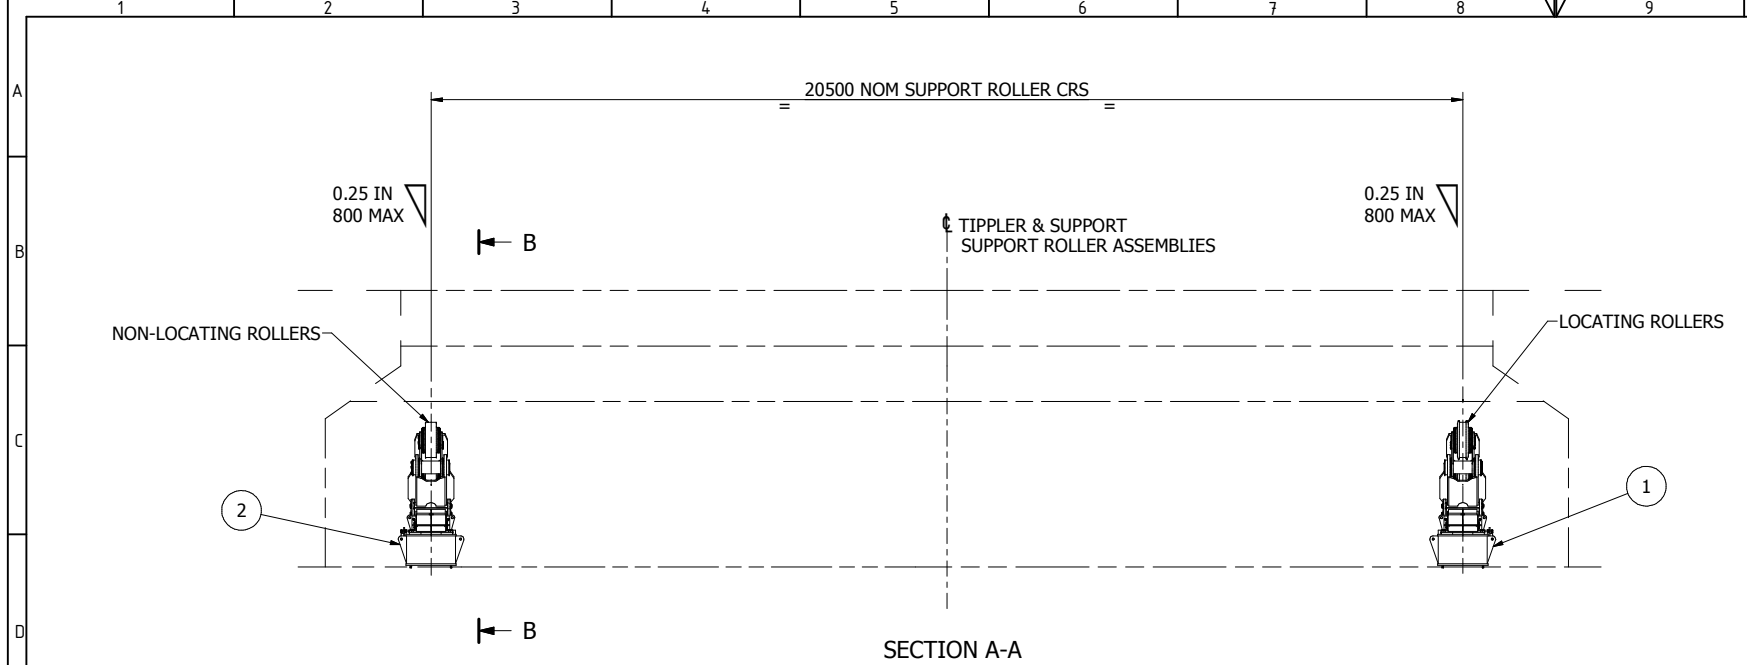 1 2 3 4 5 6 7 8 9
A
20500 NOM SUPPORT ROLLER CRS
= =
0.25 IN
800 MAX
0.25 IN
800 MAX
B
B
℄ TIPPLER & SUPPORT
SUPPORT ROLLER ASSEMBLIES
NON-LOCATING ROLLERS
LOCATING ROLLERS
C
2
1
D
B
SECTION A-A